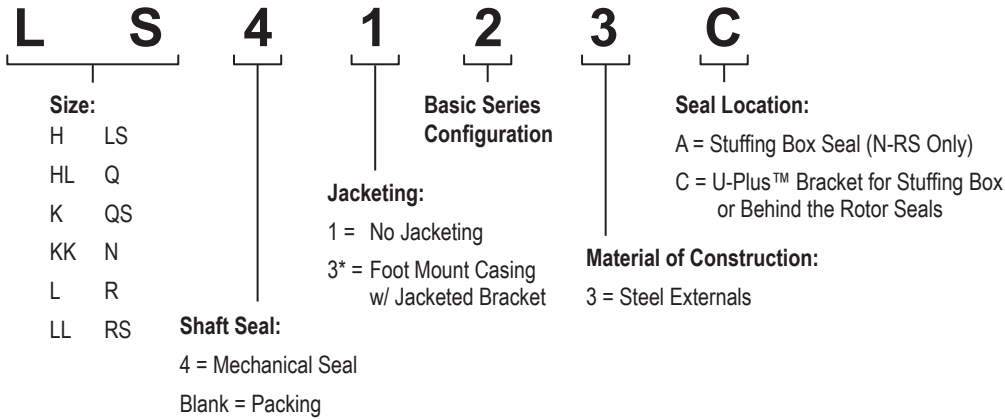 L S 4 1 2 3 C
Size:
H LS
HL Q
K QS
KK N
L R
LL RS
Shaft Seal:
4 = Mechanical Seal
Blank = Packing
Jacketing:
1 = No Jacketing
3* = Foot Mount Casing
w/ Jacketed Bracket
Basic Series
Configuration
Material of Construction:
3 = Steel Externals
Seal Location:
A = Stuffing Box Seal (N-RS Only)
C = U-Plus™ Bracket for Stuffing Box
or Behind the Rotor Seals